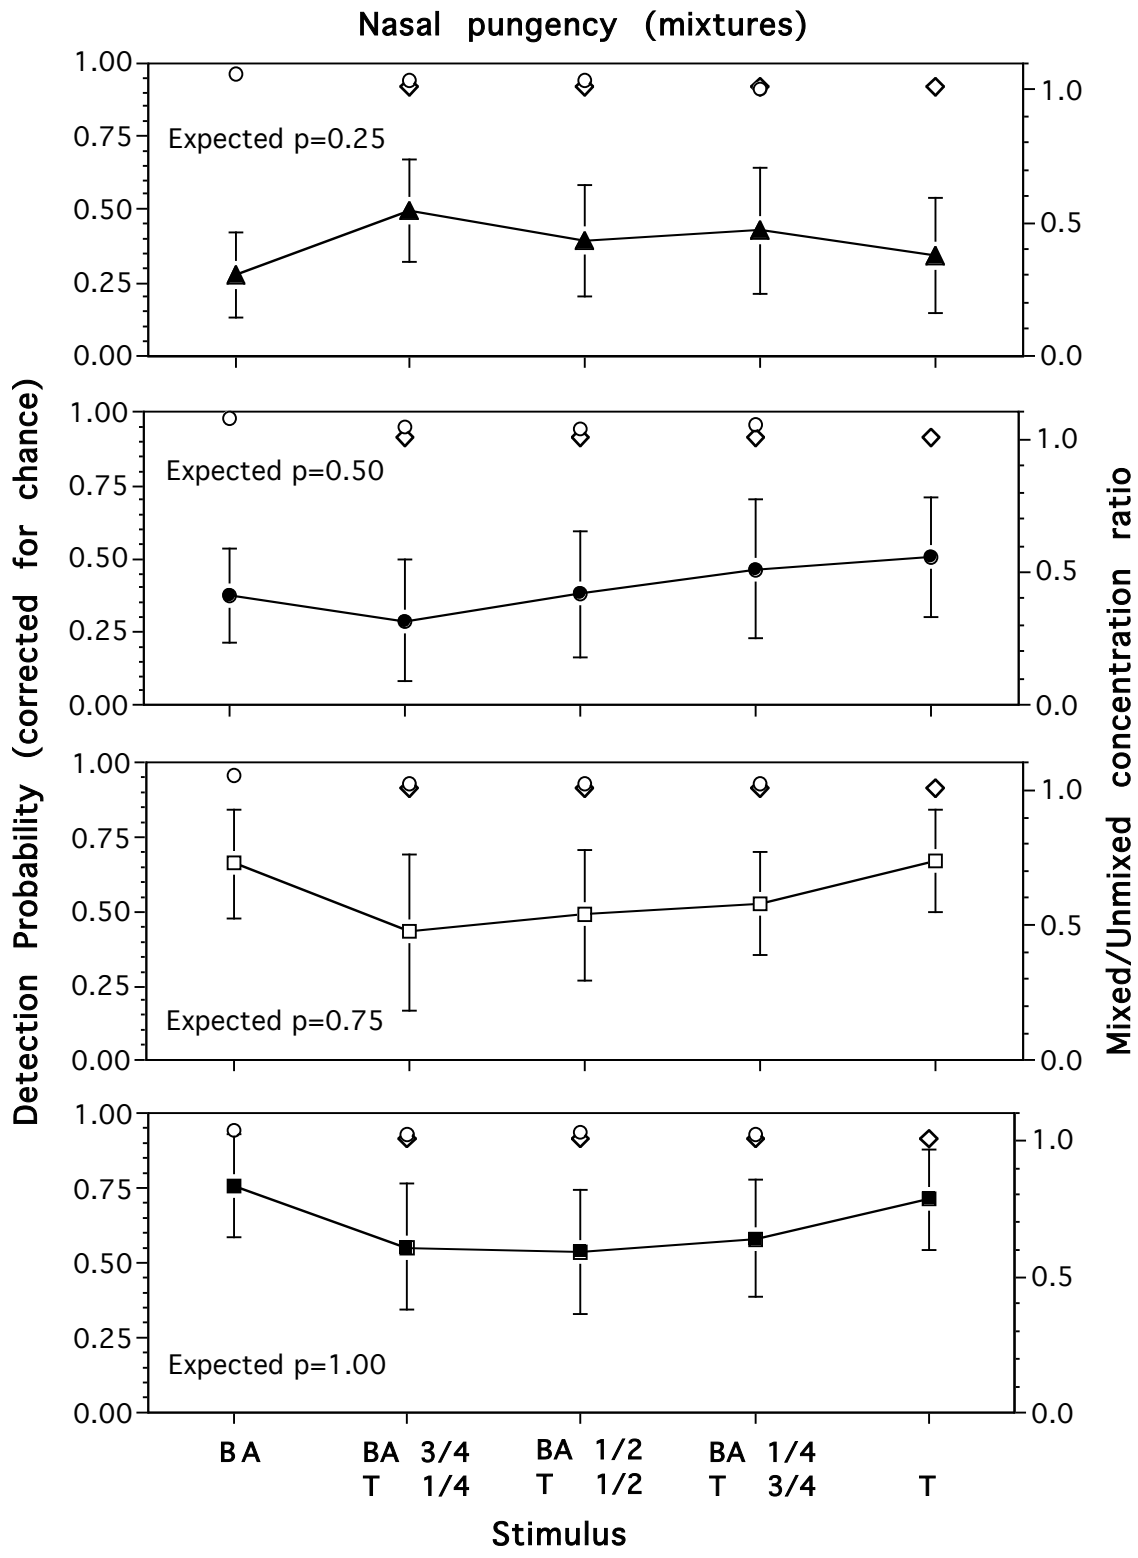 Nasal pungency (mixtures)
1.00
0.75
0.50
0.25
0.00
Expected p=0.25
1.0
0.5
0.0
1.00
0.75
0.50
0.25
0.00
Expected p=0.50
1.0
0.5
0.0
1.00
0.75
0.50
0.25
0.00
Expected p=0.75
1.0
0.5
0.0
1.00
0.75
0.50
0.25
0.00
Expected p=1.00
1.0
0.5
0.0
Detection Probability (corrected for chance)
Mixed/Unmixed concentration ratio
BA
BA 3/4
T 1/4
BA 1/2
T 1/2
BA 1/4
T 3/4
T
Stimulus